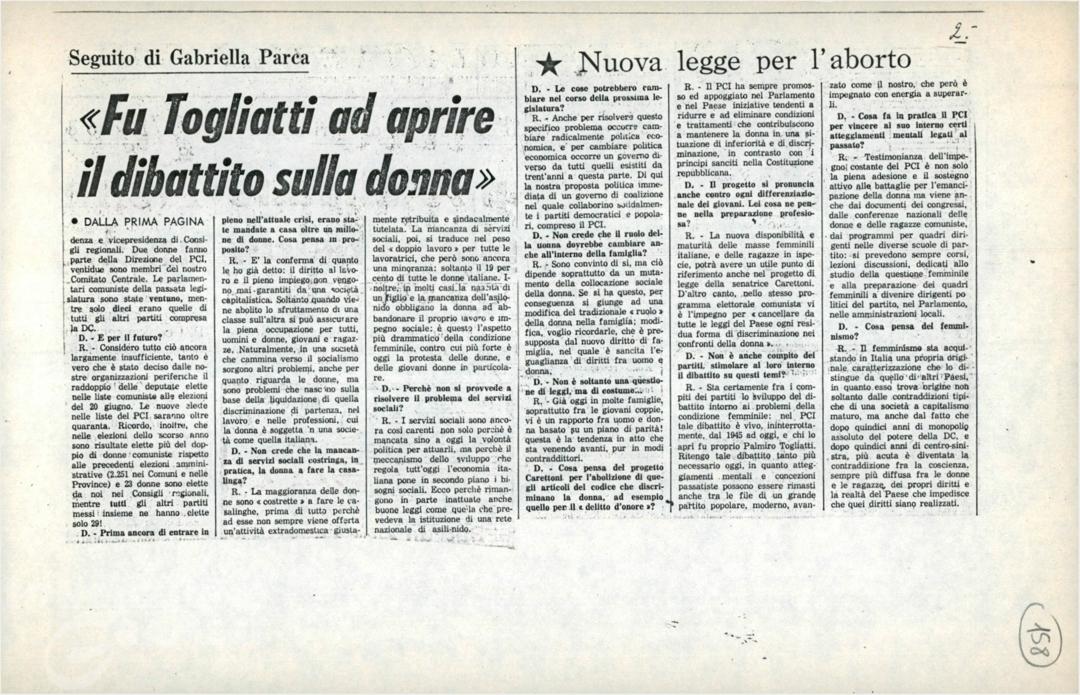 2.-
Seguito di Gabriella Parca
«Fu Togliatti ad aprire
il dibattito sulla donna»
● DALLA PRIMA PAGINA
denza e vicepresidenza di Consi-
gli regionali. Due donne fanno
parte della Direzione del PCI,
ventidue sono membri del nostro
Comitato Centrale. Le parlamen-
tari comuniste della passata legi-
slatura sono state ventuno, men-
tre solo dieci erano quelle di
tutti gli altri partiti compresa
la DC.
D. - E per il futuro?
R. - Considero tutto ciò ancora
largamente insufficiente, tanto è
vero che è stato deciso dalle no-
stre organizzazioni periferiche il
raddoppio delle deputate elette
nelle liste comuniste alle elezioni
del 20 giugno. Le nuove elette
nelle liste del PCI saranno oltre
quaranta. Ricordo, inoltre, che
nelle elezioni dello scorso anno
sono risultate elette più del dop-
pio di donne comuniste rispetto
alle precedenti elezioni ammini-
strative (2.251 nei Comuni e nelle
Province) e 23 donne sono elette
da noi nei Consigli regionali,
mentre tutti gli altri partiti
messi insieme ne hanno elette
solo 29!
D. - Prima ancora di entrare in
pieno nell'attuale crisi, erano sta-
te mandate a casa oltre un milio-
ne di donne. Cosa pensa in pro-
posito?
R. - E' la conferma di quanto
le ho già detto: il diritto al lavo-
ro e il pieno impiego non vengo-
no mai garantiti da una società
capitalistica. Soltanto quando vie-
ne abolito lo sfruttamento di una
classe sull'altra si può assicurare
la piena occupazione per tutti,
uomini e donne, giovani e ragaz-
ze. Naturalmente, in una società
che cammina verso il socialismo
sorgono altri problemi, anche per
quanto riguarda le donne, ma
sono problemi che nascono sulla
base della liquidazione di quella
discriminazione di partenza, nel
lavoro e nelle professioni, cui
la donna è soggetta in una socie-
tà come quella italiana.
D. - Non crede che la mancan-
za di servizi sociali costringa, in
pratica, la donna a fare la casa-
linga?
R. - La maggioranza delle don-
ne sono « costrette » a fare le ca-
salinghe, prima di tutto perchè
ad esse non sempre viene offerta
un'attività extradomestica giusta-
mente retribuita e sindacalmente
tutelata. La mancanza di servizi
sociali, poi, si traduce nel peso
del « doppio lavoro » per tutte le
lavoratrici, che però sono ancora
una minoranza: soltanto il 19 per
cento di tutte le donne italiane. I-
noltre, in molti casi la nascita di
un figlio e la mancanza dell'asilo-
nido obbligano la donna ad ab-
bandonare il proprio lavoro e im-
pegno sociale: è questo l'aspetto
più drammatico della condizione
femminile, contro cui più forte è
oggi la protesta delle donne, e
delle giovani donne in particola-
re.
D. - Perchè non si provvede a
risolvere il problema dei servizi
sociali?
R. - I servizi sociali sono anco-
ra così carenti non solo perchè è
mancata sino a oggi la volontà
politica per attuarli, ma perchè il
meccanismo dello sviluppo che
regola tutt'oggi l'economia ita-
liana pone in secondo piano i bi-
sogni sociali. Ecco perchè riman-
gono in parte inattuate anche
buone leggi come quella che pre-
vedeva la istituzione di una rete
nazionale di asili-nido.
★ Nuova legge per l'aborto
D. - Le cose potrebbero cam-
biare nel corso della prossima le-
gislatura?
R. - Anche per risolvere questo
specifico problema occorre cam-
biare radicalmente politica eco-
nomica, e per cambiare politica
economica occorre un governo di-
verso da tutti quelli esistiti da
trent'anni a questa parte. Di qui
la nostra proposta politica imme-
diata di un governo di coalizione
nel quale collaborino solidalmen-
te i partiti democratici e popola-
ri, compreso il PCI.
D. - Non crede che il ruolo del-
la donna dovrebbe cambiare an-
che all'interno della famiglia?
R. - Sono convinto di sì, ma ciò
dipende soprattutto da un muta-
mento della collocazione sociale
della donna. Se si ha questo, per
conseguenza si giunge ad una
modifica del tradizionale « ruolo »
della donna nella famiglia; modi-
fica, voglio ricordarle, che è pre-
supposta dal nuovo diritto di fa-
miglia, nel quale è sancita l'e-
guaglianza di diritti fra uomo e
donna.
D. - Non è soltanto una questio-
ne di leggi, ma di costume...
R. - Già oggi in molte famiglie,
soprattutto fra le giovani coppie,
vi è un rapporto fra uomo e don-
na basato su un piano di parità:
questa è la tendenza in atto che
sta venendo avanti, pur in modi
contraddittori.
D. - Cosa pensa del progetto
Carettoni per l'abolizione di que-
gli articoli del codice che discri-
minano la donna, ad esempio
quello per il « delitto d'onore »?
R. - Il PCI ha sempre promos-
so ed appoggiato nel Parlamento
e nel Paese iniziative tendenti a
ridurre e ad eliminare condizioni
e trattamenti che contribuiscono
a mantenere la donna in una si-
tuazione di inferiorità e di discri-
minazione, in contrasto con i
principi sanciti nella Costituzione
repubblicana.
D. - Il progetto si pronuncia
anche contro ogni differenziazio-
nale dei giovani. Lei cosa ne pen-
ne nella preparazione professio-
sa?
R. - La nuova disponibilità e
maturità delle masse femminili
italiane, e delle ragazze in ispe-
cie, potrà avere un utile punto di
riferimento anche nel progetto di
legge della senatrice Carettoni.
D'altro canto, nello stesso pro-
gramma elettorale comunista vi
è l'impegno per « cancellare da
tutte le leggi del Paese ogni resi-
dua forma di discriminazione nei
confronti della donna ».
D. - Non è anche compito dei
partiti, stimolare al loro interno
il dibattito su questi temi?
R. - Sta certamente fra i com-
piti dei partiti lo sviluppo del di-
battito intorno ai problemi della
condizione femminile: nel PCI
tale dibattito è vivo, ininterrotta-
mente, dal 1945 ad oggi, e chi lo
aprì fu proprio Palmiro Togliatti.
Ritengo tale dibattito tanto più
necessario oggi, in quanto atteg-
giamenti mentali e concezioni
passatiste possono essere rimasti
anche tra le file di un grande
partito popolare, moderno, avan-
zato come il nostro, che però è
impegnato con energia a superar-
li.
D. - Cosa fa in pratica il PCI
per vincere al suo interno certi
atteggiamenti mentali legati al
passato?
R. - Testimonianza dell'impe-
gno costante del PCI è non solo
la piena adesione e il sostegno
attivo alle battaglie per l'emanci-
pazione della donna ma viene an-
che dai documenti dei congressi,
dalle conferenze nazionali delle
donne e delle ragazze comuniste,
dai programmi per quadri diri-
genti nelle diverse scuole di par-
tito: si prevedono sempre corsi,
lezioni, discussioni, dedicati allo
studio della questione femminile
e alla preparazione dei quadri
femminili a divenire dirigenti po-
litici del partito, nel Parlamento,
nelle amministrazioni locali.
D. - Cosa pensa del femmi-
nismo?
R. - Il femminismo sta acqui-
stando in Italia una propria origi-
nale caratterizzazione che lo di-
stingue da quello di altri Paesi,
in quanto esso trova origine non
soltanto dalle contraddizioni tipi-
che di una società a capitalismo
maturo, ma anche dal fatto che
dopo quindici anni di monopolio
assoluto del potere della DC, e
dopo quindici anni di centro-sini-
stra, più acuta è diventata la
contraddizione fra la coscienza,
sempre più diffusa fra le donne
e le ragazze, dei propri diritti e
la realtà del Paese che impedisce
che quei diritti siano realizzati.
158